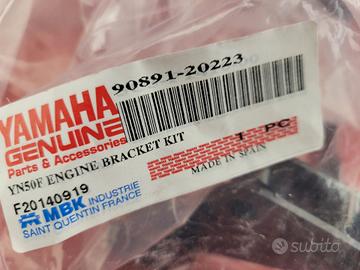 90891-20223
YAMAHA
GENUINE
Parts & Accessories
YN50F ENGINE BRACKET KIT
1 PC
MADE IN SPAIN
F20140919
MBK INDUSTRIE
SAINT QUENTIN FRANCE
subito